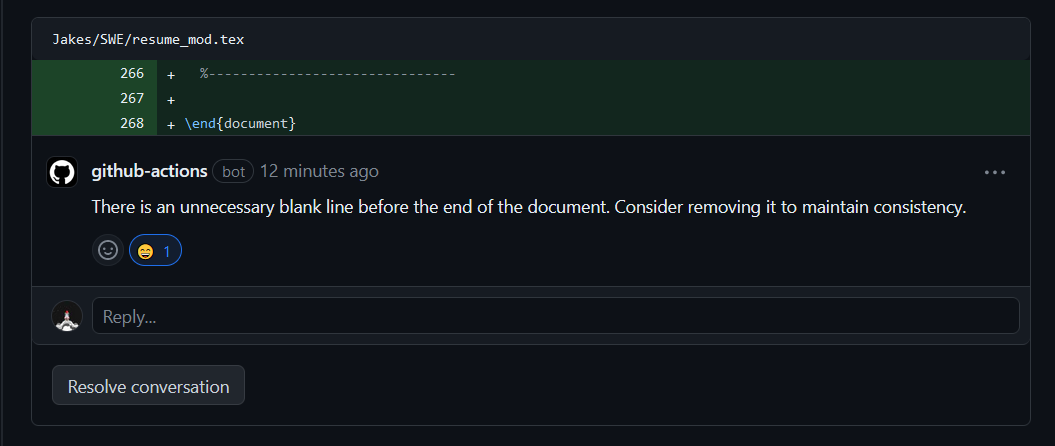 Jakes/SWE/resume_mod.tex
266 + %-------------------------------
267 +
268 + \end{document}
github-actions bot 12 minutes ago
There is an unnecessary blank line before the end of the document. Consider removing it to maintain consistency.
😄 1
Reply...
Resolve conversation